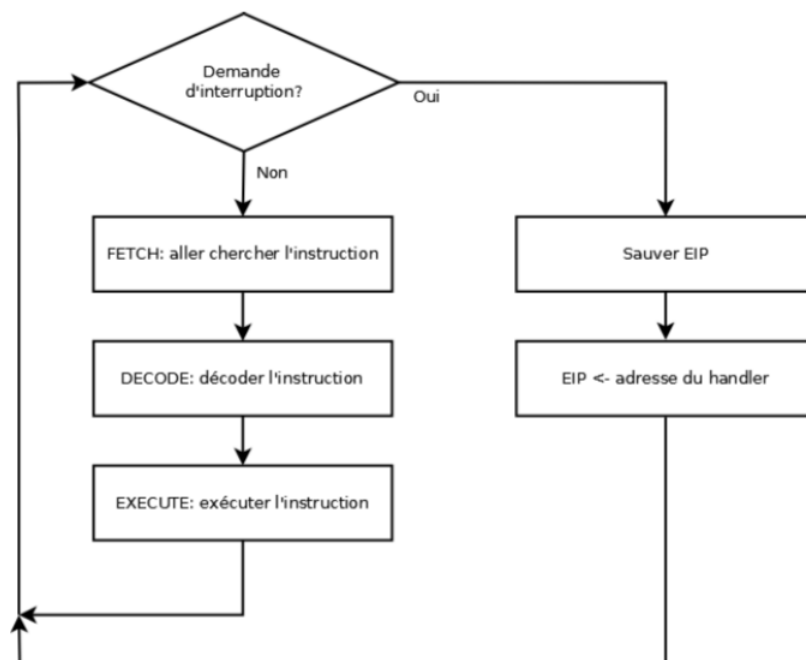 Demande
d'interruption?
Oui
Non
FETCH: aller chercher l'instruction
Sauver EIP
DECODE: décoder l'instruction
EIP <- adresse du handler
EXECUTE: exécuter l'instruction